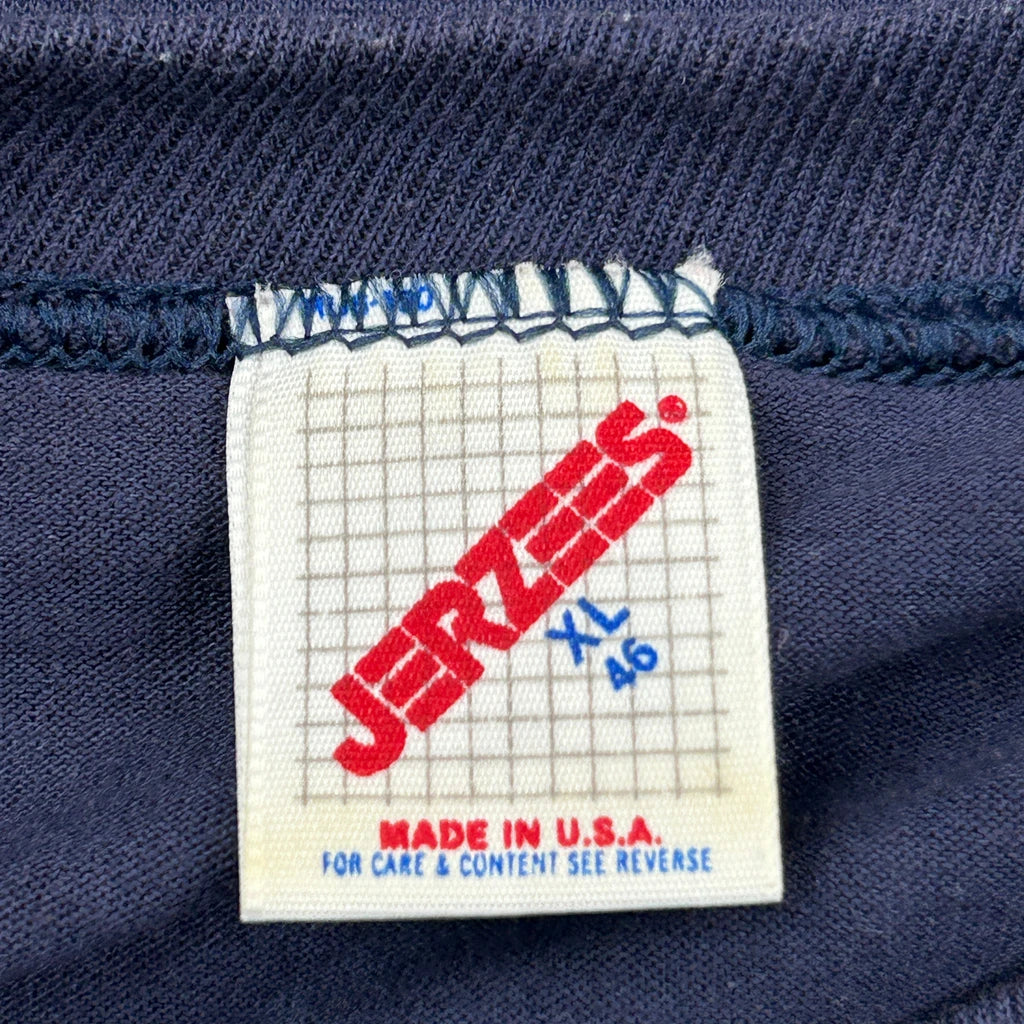 JERZEES®
XL
46
MADE IN U.S.A.
FOR CARE & CONTENT SEE REVERSE